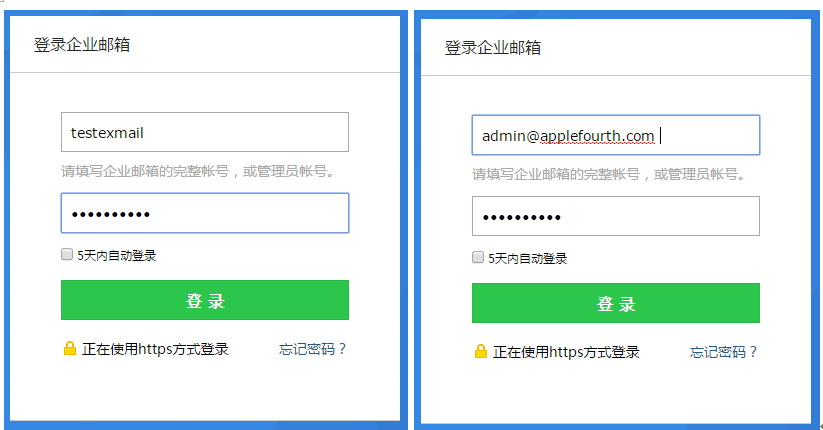 登录企业邮箱
testexmail
请填写企业邮箱的完整帐号，或管理员帐号。
5天内自动登录
登 录
正在使用https方式登录 忘记密码？
登录企业邮箱
admin@applefourth.com
请填写企业邮箱的完整帐号，或管理员帐号。
5天内自动登录
登 录
正在使用https方式登录 忘记密码？